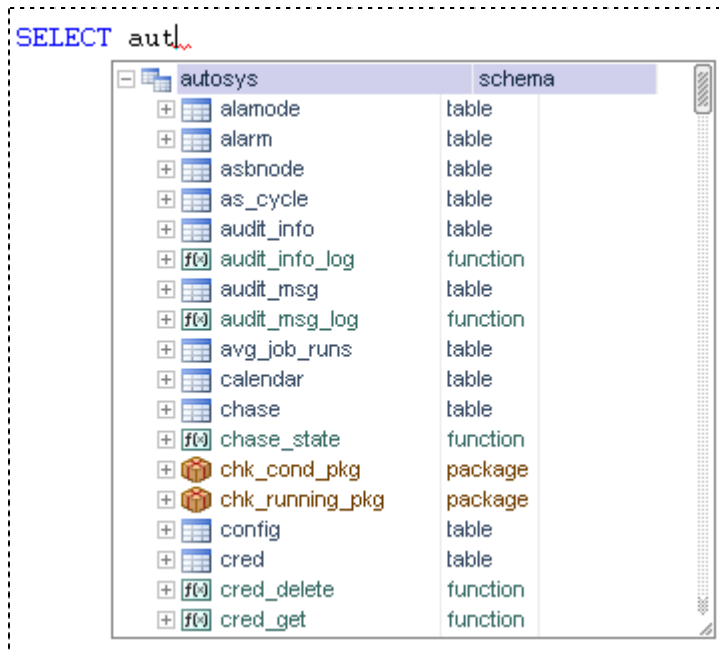 SELECT aut
autosys schema
alamode table
alarm table
asbnode table
as_cycle table
audit_info table
f(x) audit_info_log function
audit_msg table
f(x) audit_msg_log function
avg_job_runs table
calendar table
chase table
f(x) chase_state function
chk_cond_pkg package
chk_running_pkg package
config table
cred table
f(x) cred_delete function
f(x) cred_get function